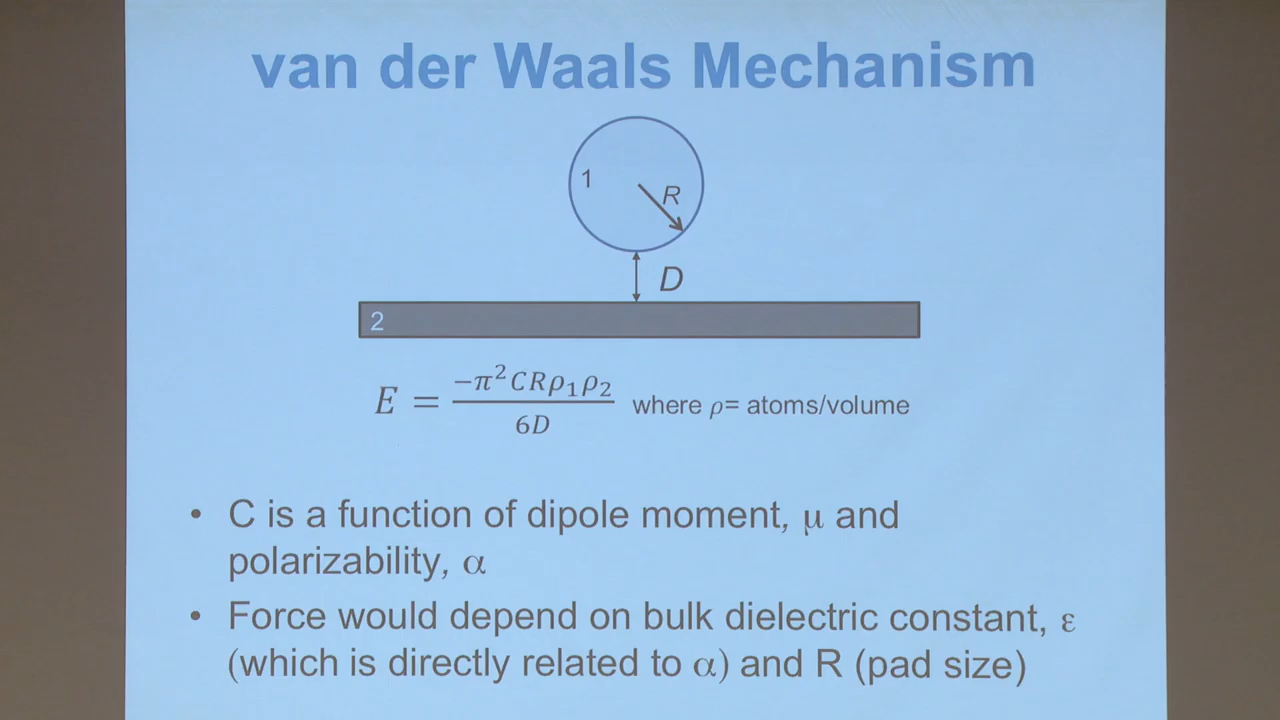 van der Waals Mechanism
1
R
D
2
E = −π²CRρ₁ρ₂ / 6D where ρ= atoms/volume
• C is a function of dipole moment, μ and
polarizability, α
• Force would depend on bulk dielectric constant, ε
(which is directly related to α) and R (pad size)